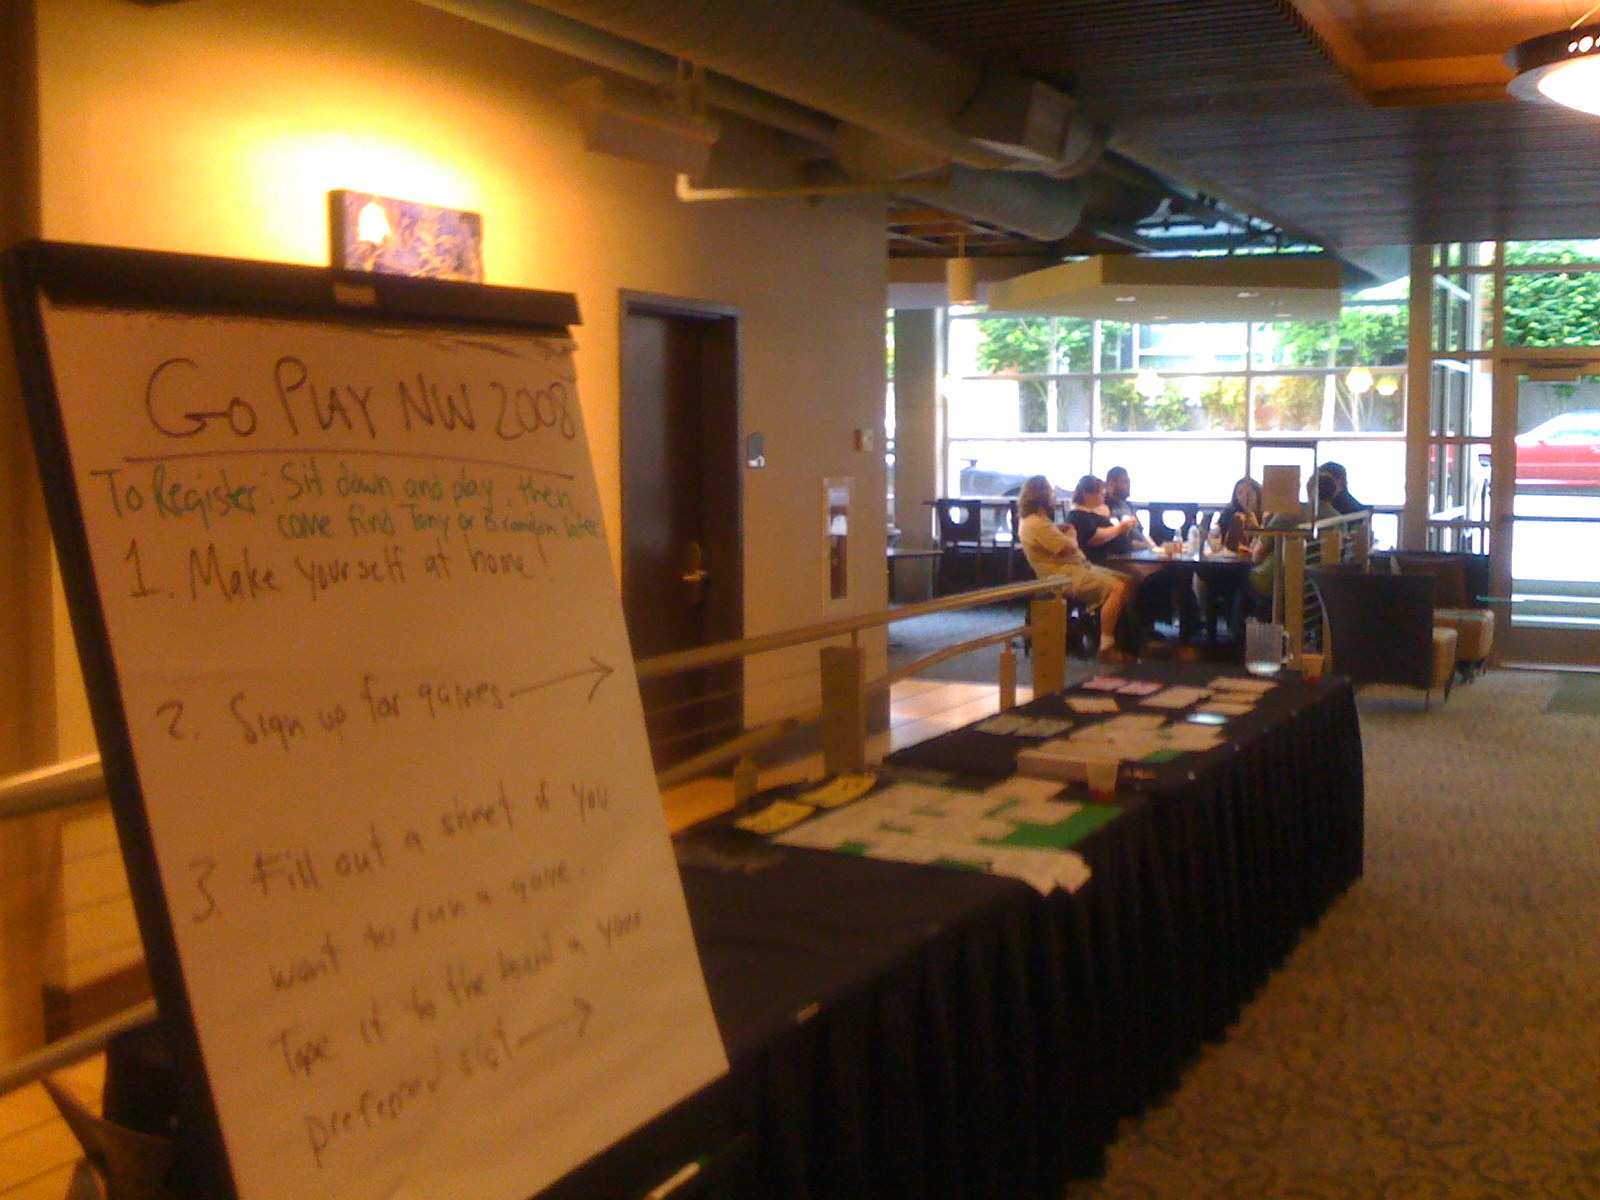 Go PLAY NW 2008
To Register: Sit down and play, then
come find Tony or Brandon later.
1. Make yourself at home!
2. Sign up for games →
3. Fill out a sheet if you
want to run a game.
Tape it to the board a your
preferred slot →